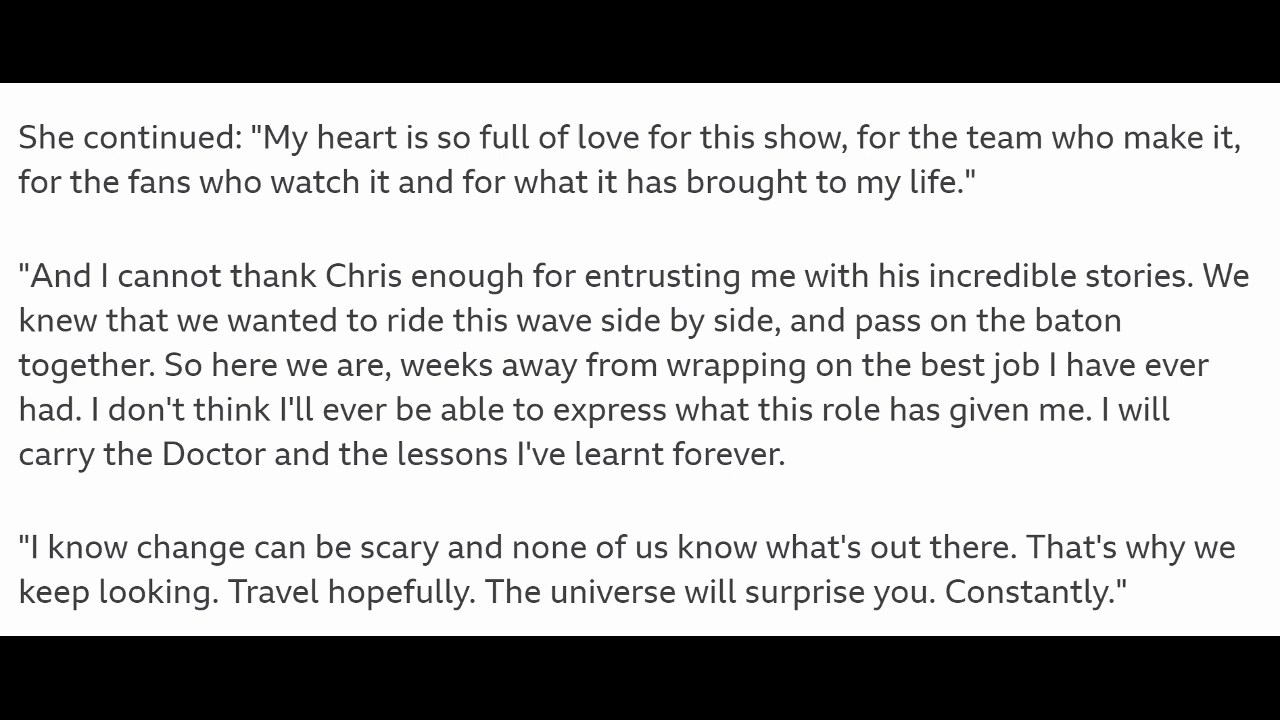 She continued: "My heart is so full of love for this show, for the team who make it,
for the fans who watch it and for what it has brought to my life."
"And I cannot thank Chris enough for entrusting me with his incredible stories. We
knew that we wanted to ride this wave side by side, and pass on the baton
together. So here we are, weeks away from wrapping on the best job I have ever
had. I don't think I'll ever be able to express what this role has given me. I will
carry the Doctor and the lessons I've learnt forever.
"I know change can be scary and none of us know what's out there. That's why we
keep looking. Travel hopefully. The universe will surprise you. Constantly."